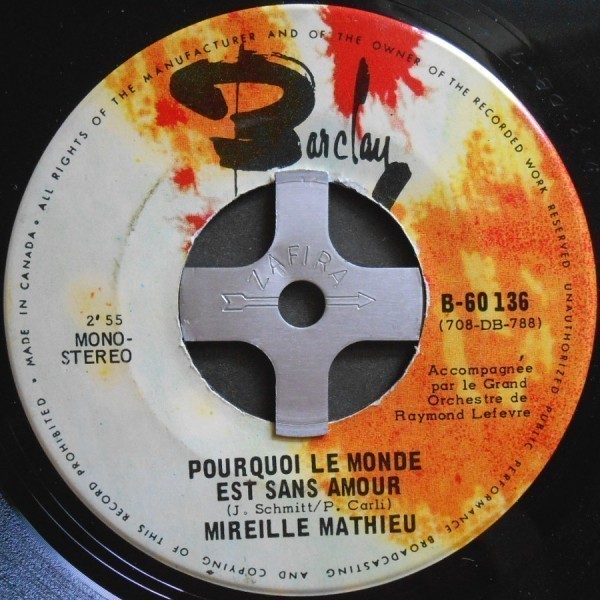 Barclay
ZAFIRA
B-60 136
(708-DB-788)
2'55
MONO-
STEREO
Accompagnée
par le Grand
Orchestre de
Raymond Lefevre
POURQUOI LE MONDE
EST SANS AMOUR
(J. Schmitt/P. Carli)
MIREILLE MATHIEU
MADE IN CANADA • ALL RIGHTS OF THE MANUFACTURER AND OF THE OWNER OF THE RECORDED WORK RESERVED • UNAUTHORIZED PUBLIC PERFORMANCE, BROADCASTING AND COPYING OF THIS RECORD PROHIBITED •